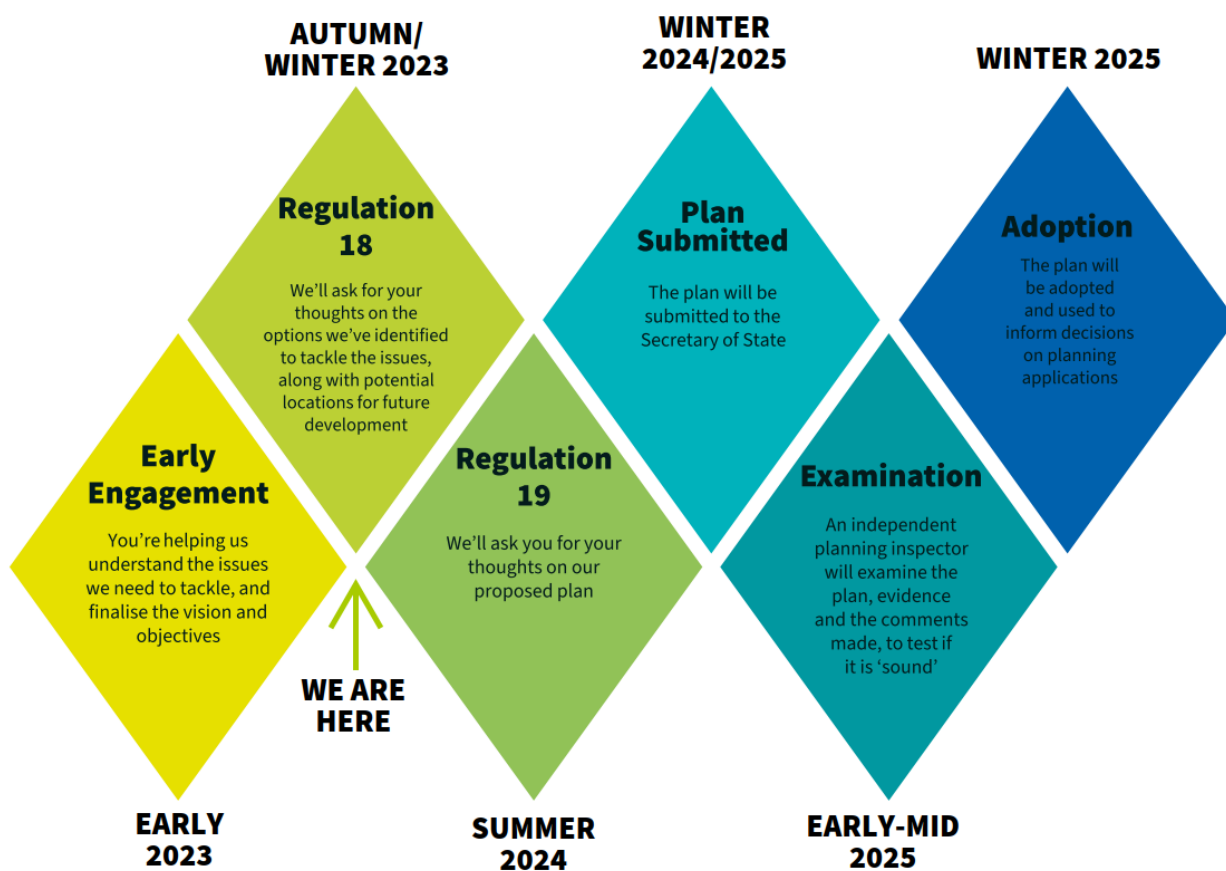 EARLY
2023
Early
Engagement
You’re helping us
understand the issues
we need to tackle, and
finalise the vision and
objectives
AUTUMN/
WINTER 2023
Regulation
18
We’ll ask for your
thoughts on the
options we’ve identified
to tackle the issues,
along with potential
locations for future
development
WE ARE
HERE
SUMMER
2024
Regulation
19
We’ll ask you for your
thoughts on our
proposed plan
WINTER
2024/2025
Plan
Submitted
The plan will be
submitted to the
Secretary of State
EARLY-MID
2025
Examination
An independent
planning inspector
will examine the
plan, evidence
and the comments
made, to test if
it is ‘sound’
WINTER 2025
Adoption
The plan will
be adopted
and used to
inform decisions
on planning
applications